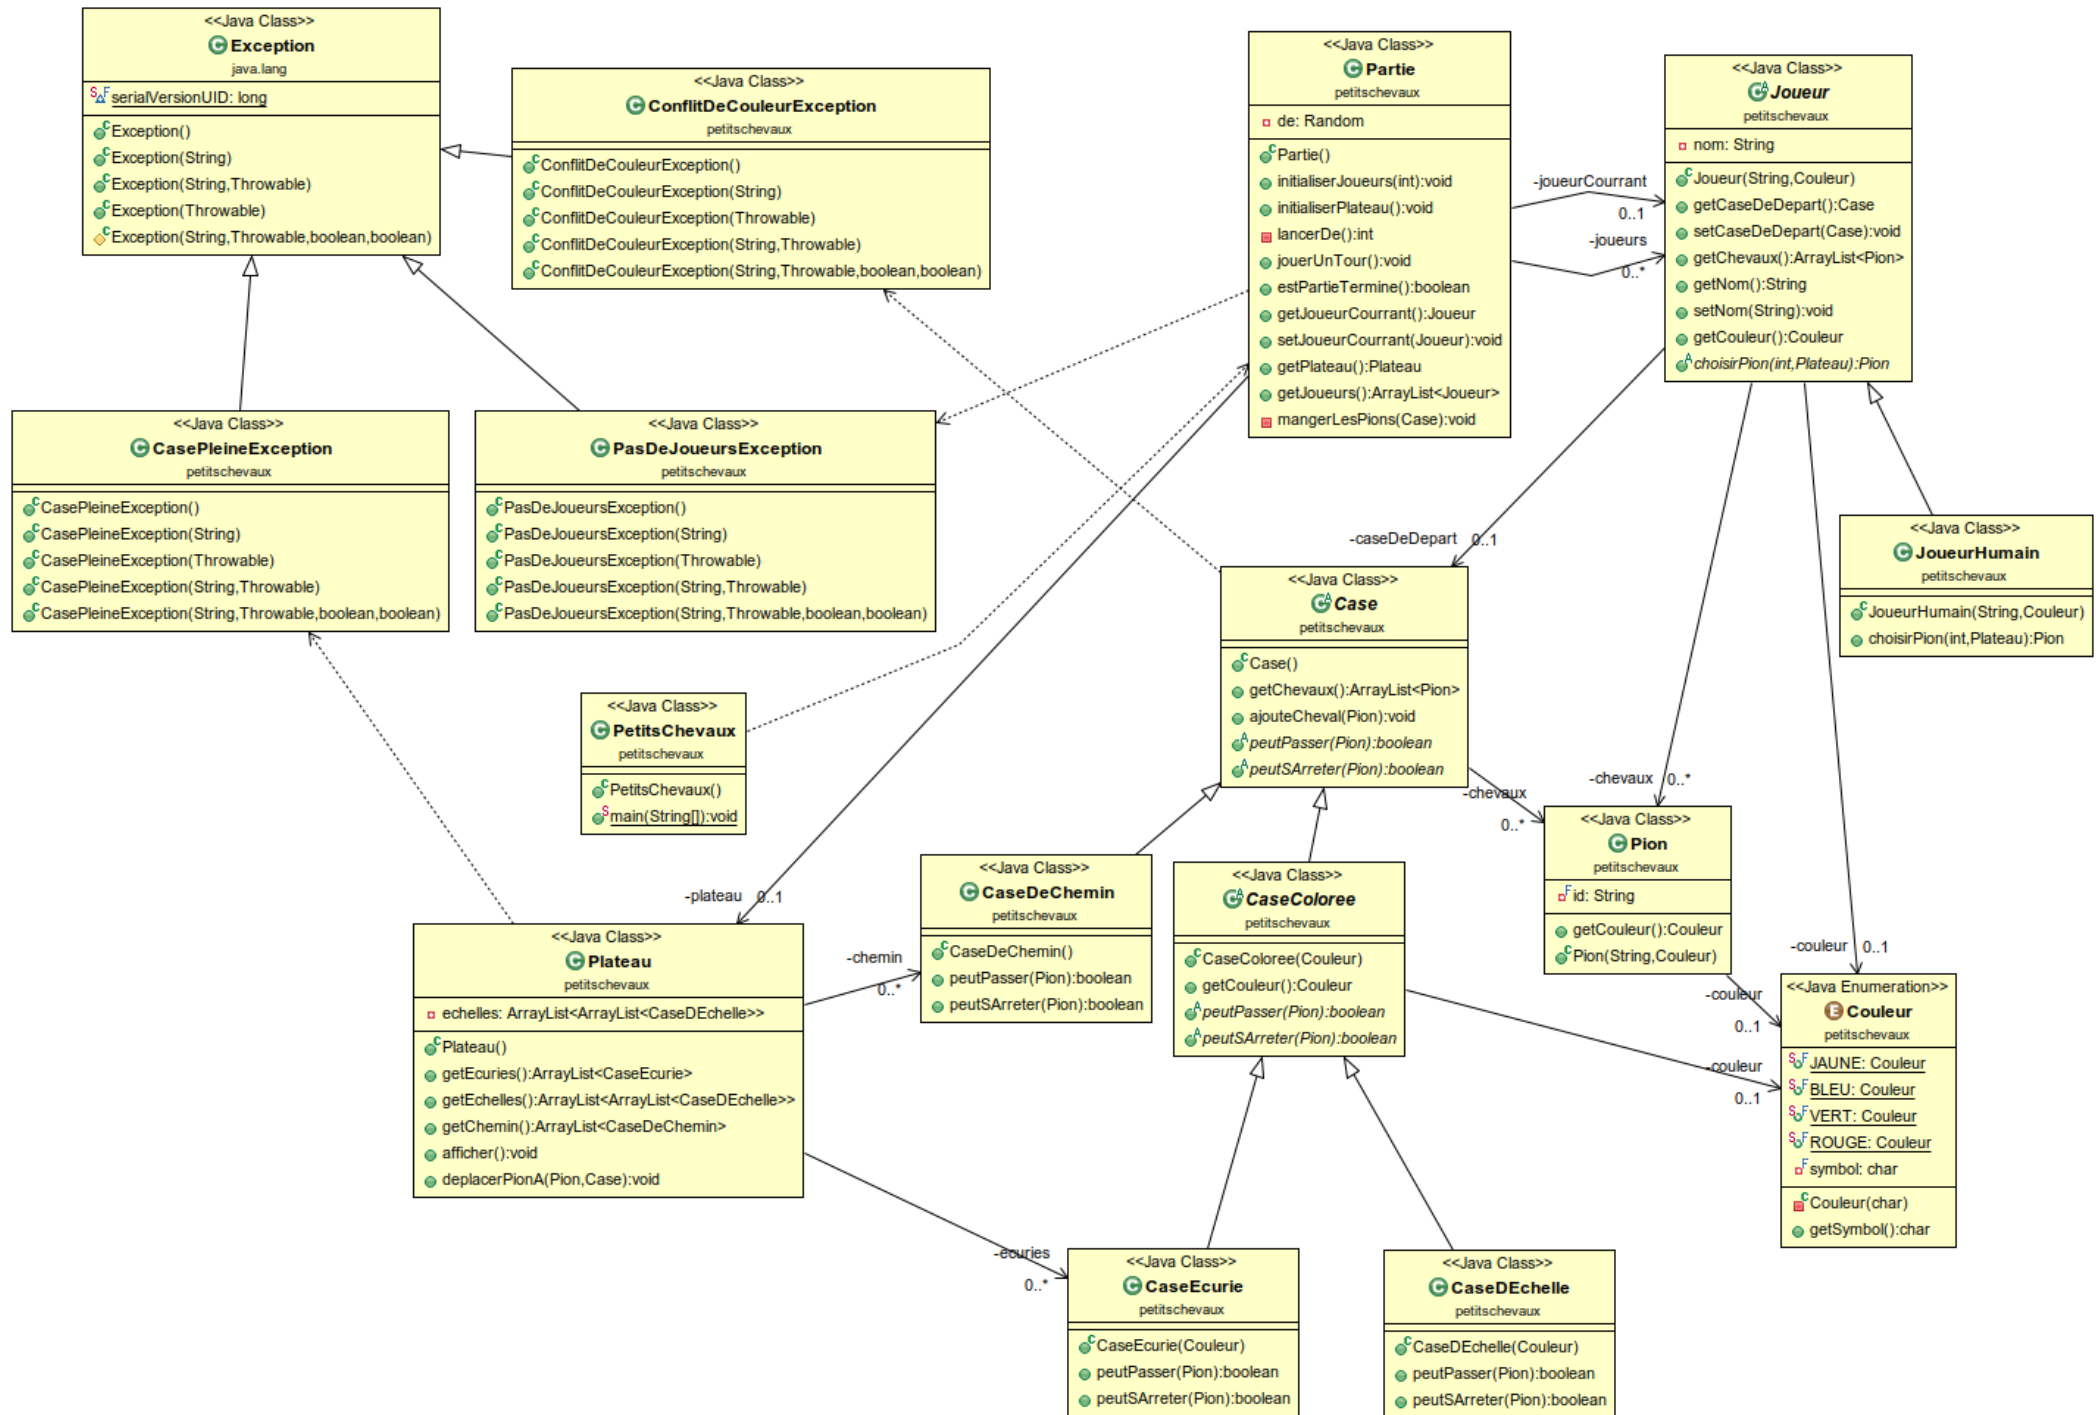 <<Java Class>>
Exception
java.lang
serialVersionUID: long
Exception()
Exception(String)
Exception(String,Throwable)
Exception(Throwable)
Exception(String,Throwable,boolean,boolean)
<<Java Class>>
ConflitDeCouleurException
petitschevaux
ConflitDeCouleurException()
ConflitDeCouleurException(String)
ConflitDeCouleurException(Throwable)
ConflitDeCouleurException(String,Throwable)
ConflitDeCouleurException(String,Throwable,boolean,boolean)
<<Java Class>>
Partie
petitschevaux
de: Random
Partie()
initialiserJoueurs(int):void
initialiserPlateau():void
lancerDe():int
jouerUnTour():void
estPartieTermine():boolean
getJoueurCourrant():Joueur
setJoueurCourrant(Joueur):void
getPlateau():Plateau
getJoueurs():ArrayList<Joueur>
mangerLesPions(Case):void
-joueurCourrant
0..1
-joueurs
0..*
<<Java Class>>
Joueur
petitschevaux
nom: String
Joueur(String,Couleur)
getCaseDeDepart():Case
setCaseDeDepart(Case):void
getChevaux():ArrayList<Pion>
getNom():String
setNom(String):void
getCouleur():Couleur
choisirPion(int,Plateau):Pion
<<Java Class>>
CasePleineException
petitschevaux
CasePleineException()
CasePleineException(String)
CasePleineException(Throwable)
CasePleineException(String,Throwable)
CasePleineException(String,Throwable,boolean,boolean)
<<Java Class>>
PasDeJoueursException
petitschevaux
PasDeJoueursException()
PasDeJoueursException(String)
PasDeJoueursException(Throwable)
PasDeJoueursException(String,Throwable)
PasDeJoueursException(String,Throwable,boolean,boolean)
<<Java Class>>
JoueurHumain
petitschevaux
JoueurHumain(String,Couleur)
choisirPion(int,Plateau):Pion
-caseDeDepart 0..1
<<Java Class>>
Case
petitschevaux
Case()
getChevaux():ArrayList<Pion>
ajouteCheval(Pion):void
peutPasser(Pion):boolean
peutSArreter(Pion):boolean
<<Java Class>>
PetitsChevaux
petitschevaux
PetitsChevaux()
main(String[]):void
-chevaux 0..*
-chevaux
0..*
<<Java Class>>
Pion
petitschevaux
id: String
getCouleur():Couleur
Pion(String,Couleur)
-plateau 0..1
<<Java Class>>
CaseDeChemin
petitschevaux
CaseDeChemin()
peutPasser(Pion):boolean
peutSArreter(Pion):boolean
<<Java Class>>
CaseColoree
petitschevaux
CaseColoree(Couleur)
getCouleur():Couleur
peutPasser(Pion):boolean
peutSArreter(Pion):boolean
<<Java Class>>
Plateau
petitschevaux
echelles: ArrayList<ArrayList<CaseDEchelle>>
Plateau()
getEcuries():ArrayList<CaseEcurie>
getEchelles():ArrayList<ArrayList<CaseDEchelle>>
getChemin():ArrayList<CaseDeChemin>
afficher():void
deplacerPionA(Pion,Case):void
-chemin
0..*
-couleur 0..1
-couleur
0..1
-couleur
0..1
<<Java Enumeration>>
Couleur
petitschevaux
JAUNE: Couleur
BLEU: Couleur
VERT: Couleur
ROUGE: Couleur
symbol: char
Couleur(char)
getSymbol():char
-ecuries
0..*
<<Java Class>>
CaseEcurie
petitschevaux
CaseEcurie(Couleur)
peutPasser(Pion):boolean
peutSArreter(Pion):boolean
<<Java Class>>
CaseDEchelle
petitschevaux
CaseDEchelle(Couleur)
peutPasser(Pion):boolean
peutSArreter(Pion):boolean